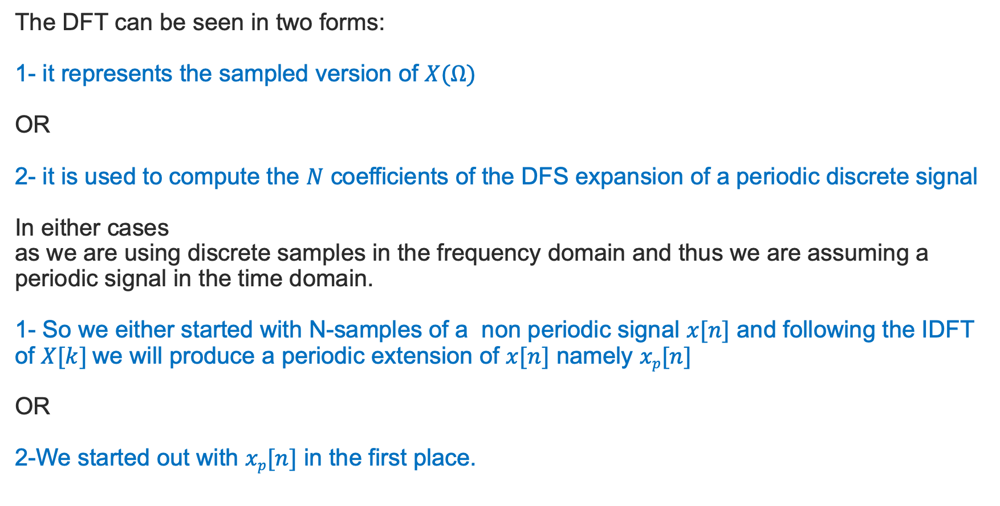 The DFT can be seen in two forms:
1- it represents the sampled version of X(Ω)
OR
2- it is used to compute the N coefficients of the DFS expansion of a periodic discrete signal
In either cases
as we are using discrete samples in the frequency domain and thus we are assuming a
periodic signal in the time domain.
1- So we either started with N-samples of a  non periodic signal x[n] and following the IDFT
of X[k] we will produce a periodic extension of x[n] namely xₚ[n]
OR
2-We started out with xₚ[n] in the first place.